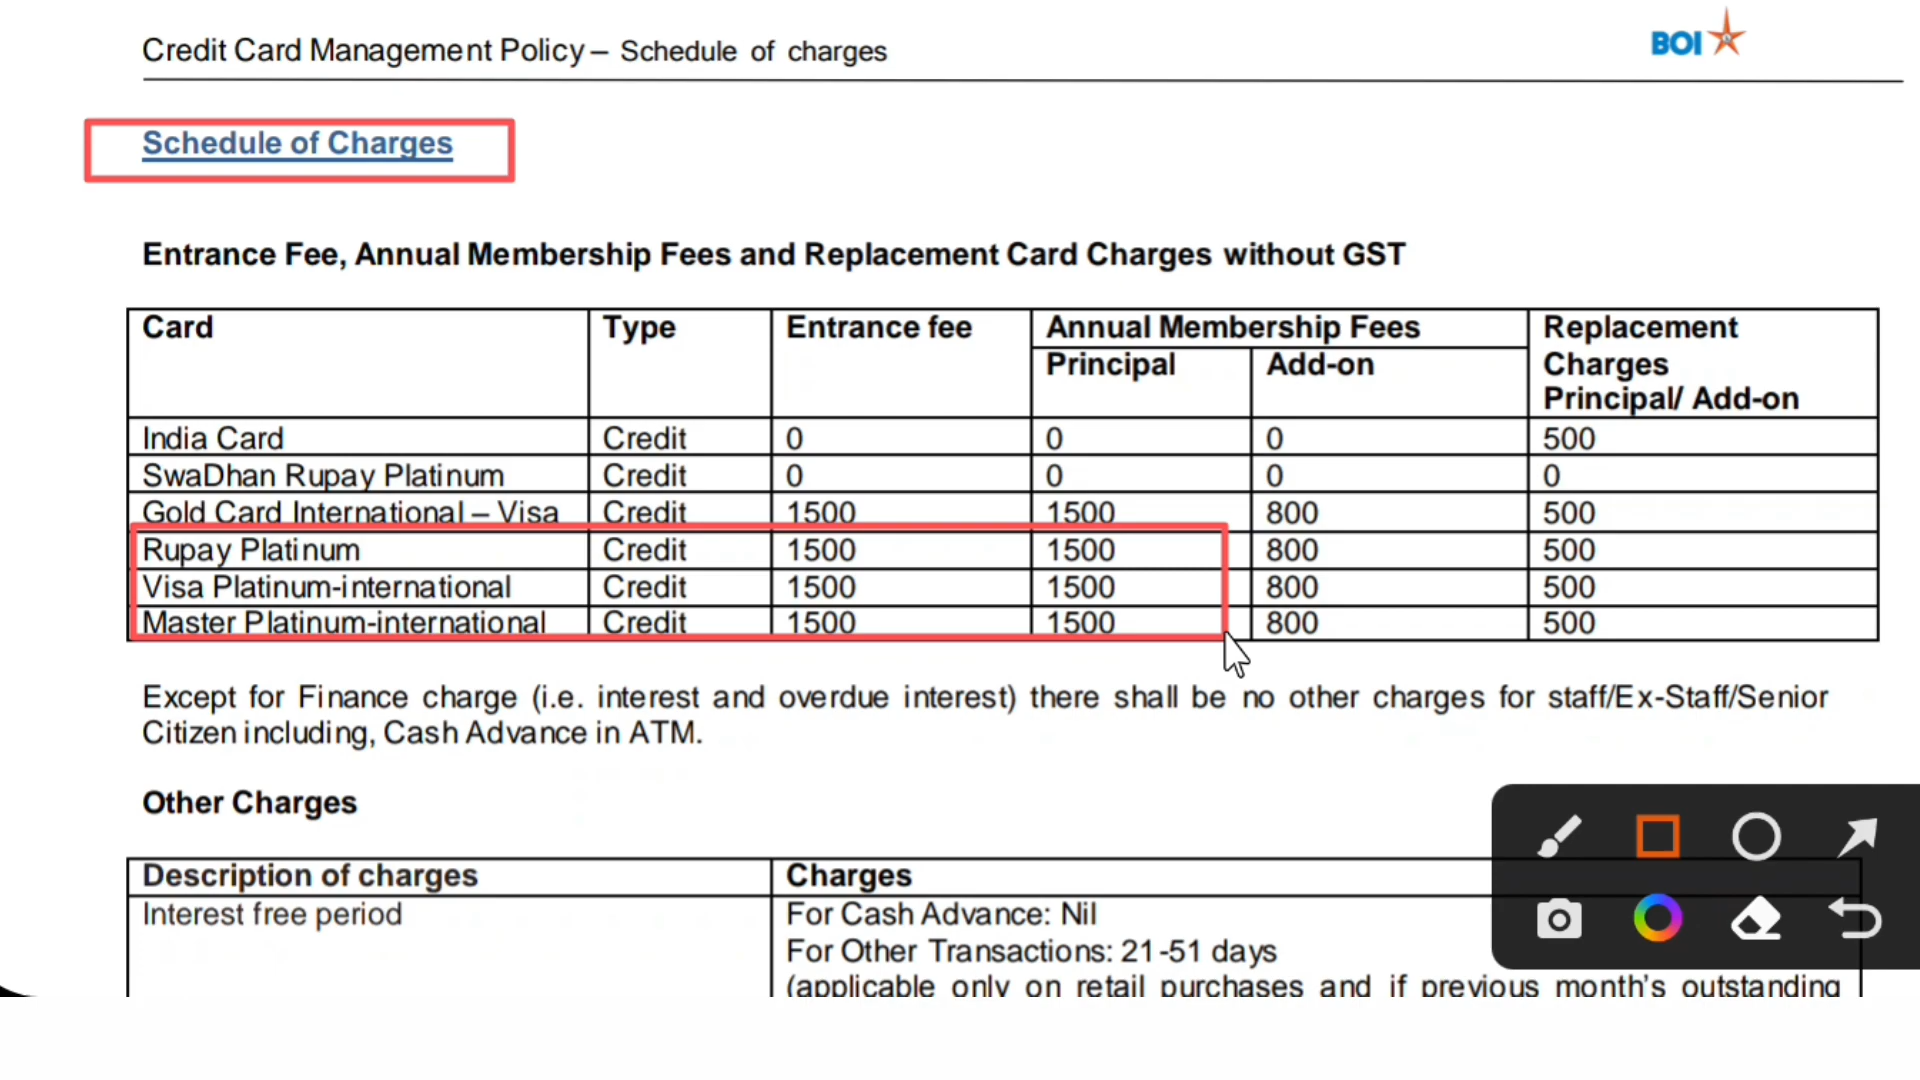 Credit Card Management Policy – Schedule of charges
BOI
Schedule of Charges
Entrance Fee, Annual Membership Fees and Replacement Card Charges without GST
Card Type Entrance fee Annual Membership Fees Replacement Charges Principal/ Add-on
Principal Add-on
India Card Credit 0 0 0 500
SwaDhan Rupay Platinum Credit 0 0 0 0
Gold Card International – Visa Credit 1500 1500 800 500
Rupay Platinum Credit 1500 1500 800 500
Visa Platinum-international Credit 1500 1500 800 500
Master Platinum-international Credit 1500 1500 800 500
Except for Finance charge (i.e. interest and overdue interest) there shall be no other charges for staff/Ex-Staff/Senior
Citizen including, Cash Advance in ATM.
Other Charges
Description of charges Charges
Interest free period For Cash Advance: Nil
For Other Transactions: 21-51 days
(applicable only on retail purchases and if previous month's outstanding